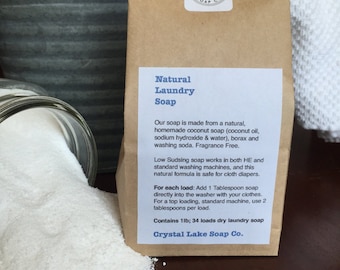 Natural
Laundry
Soap
Our soap is made from a natural,
homemade coconut soap (coconut oil,
sodium hydroxide & water), borax and
washing soda. Fragrance Free.
Low Sudsing soap works in both HE and
standard washing machines, and this
natural formula is safe for cloth diapers.
For each load: Add 1 Tablespoon soap
directly into the washer with your clothes.
For a top loading, standard machine, use 2
tablespoons per load.
Contains 1lb; 34 loads dry laundry soap
Crystal Lake Soap Co.